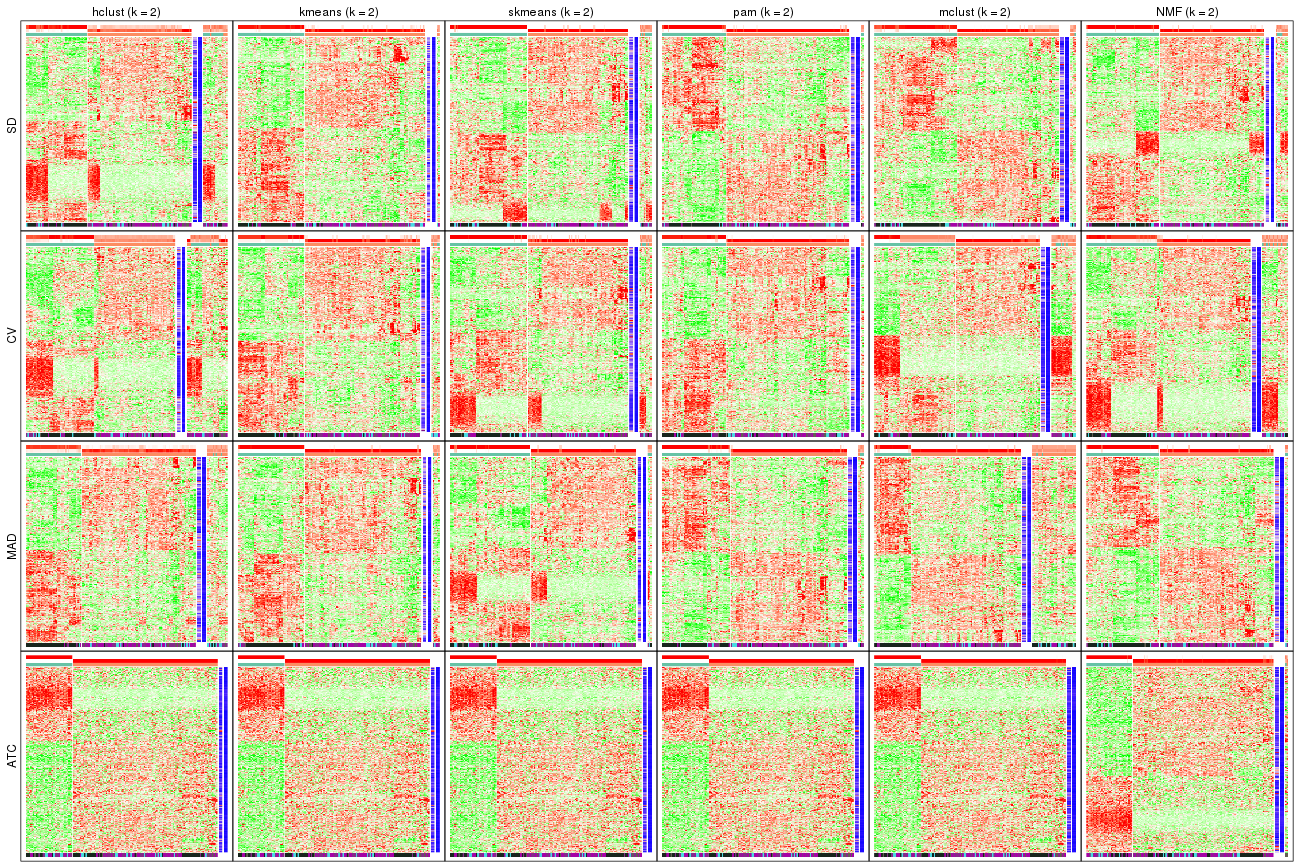 hclust (k = 2) kmeans (k = 2) skmeans (k = 2) pam (k = 2) mclust (k = 2) NMF (k = 2)
SD
CV
MAD
ATC